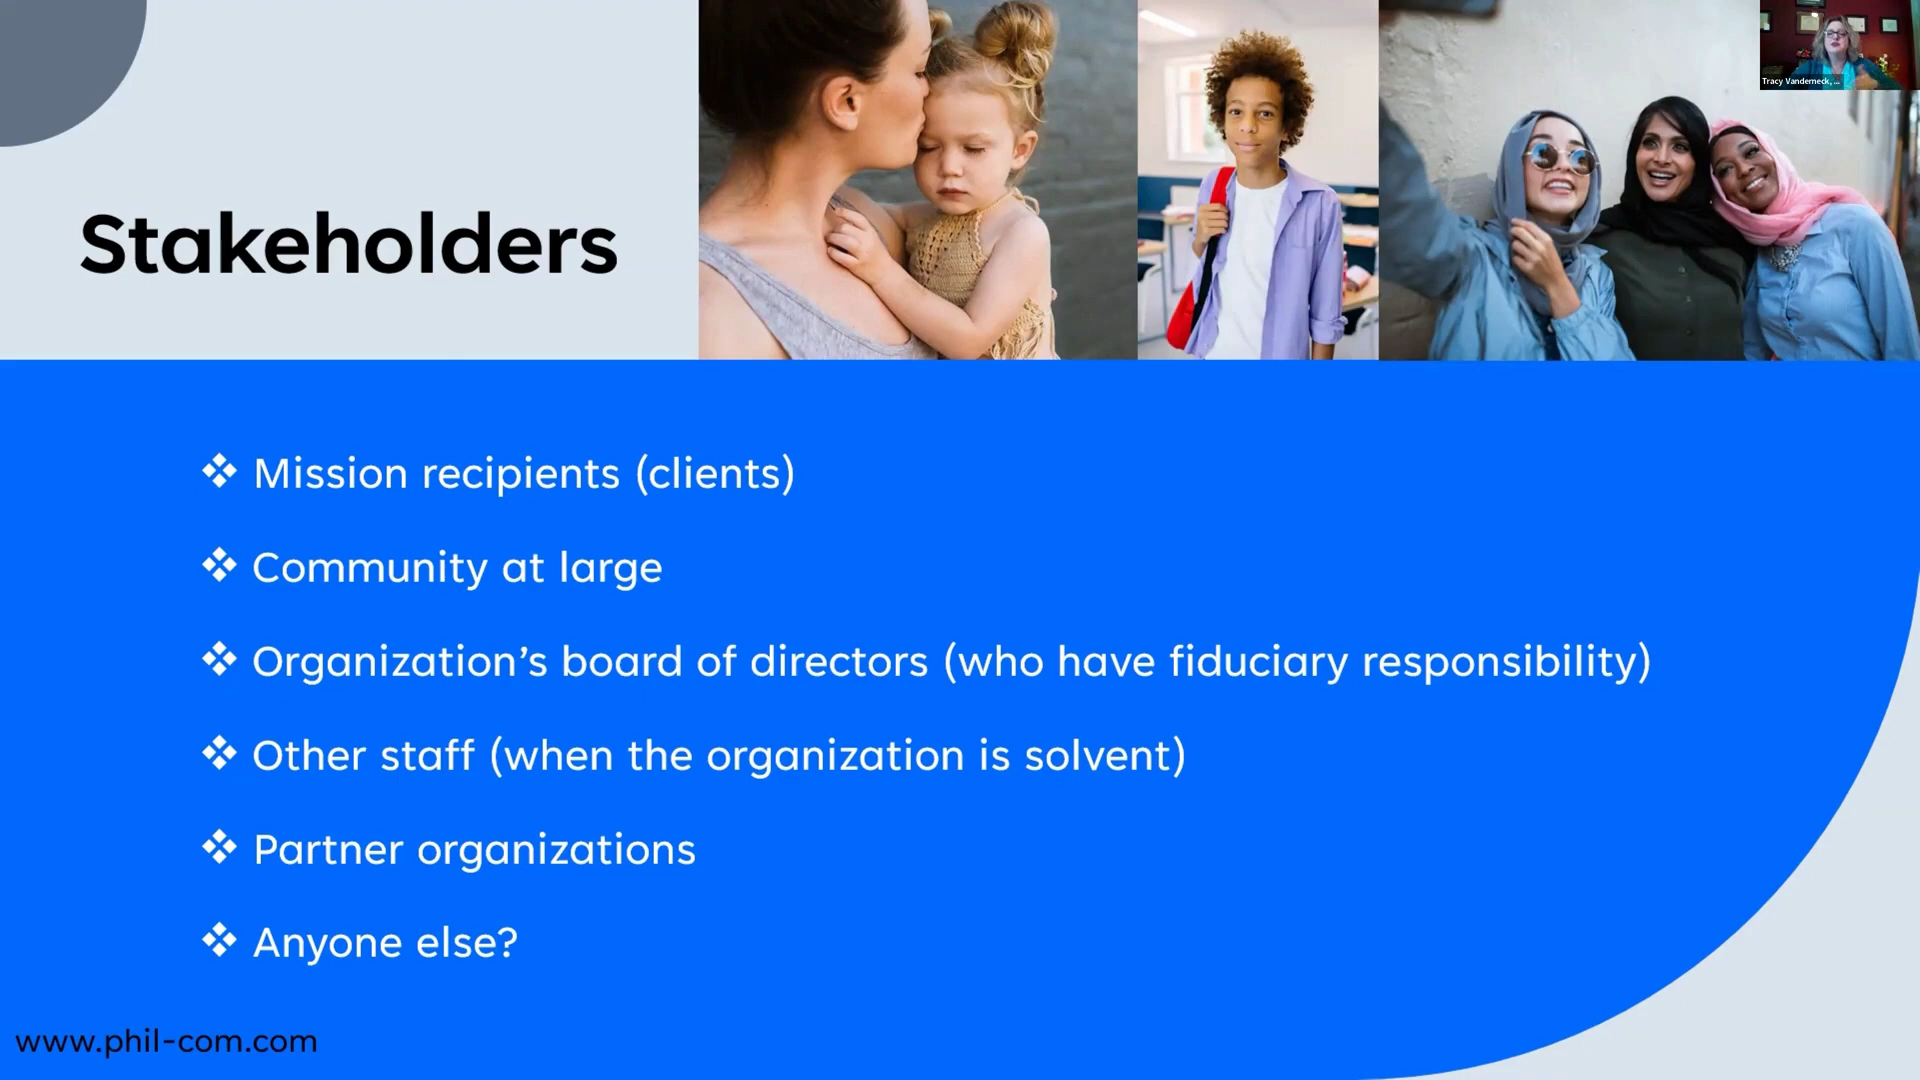 Tracy Vanderneck, ...
Stakeholders
❖ Mission recipients (clients)
❖ Community at large
❖ Organization’s board of directors (who have fiduciary responsibility)
❖ Other staff (when the organization is solvent)
❖ Partner organizations
❖ Anyone else?
www.phil-com.com